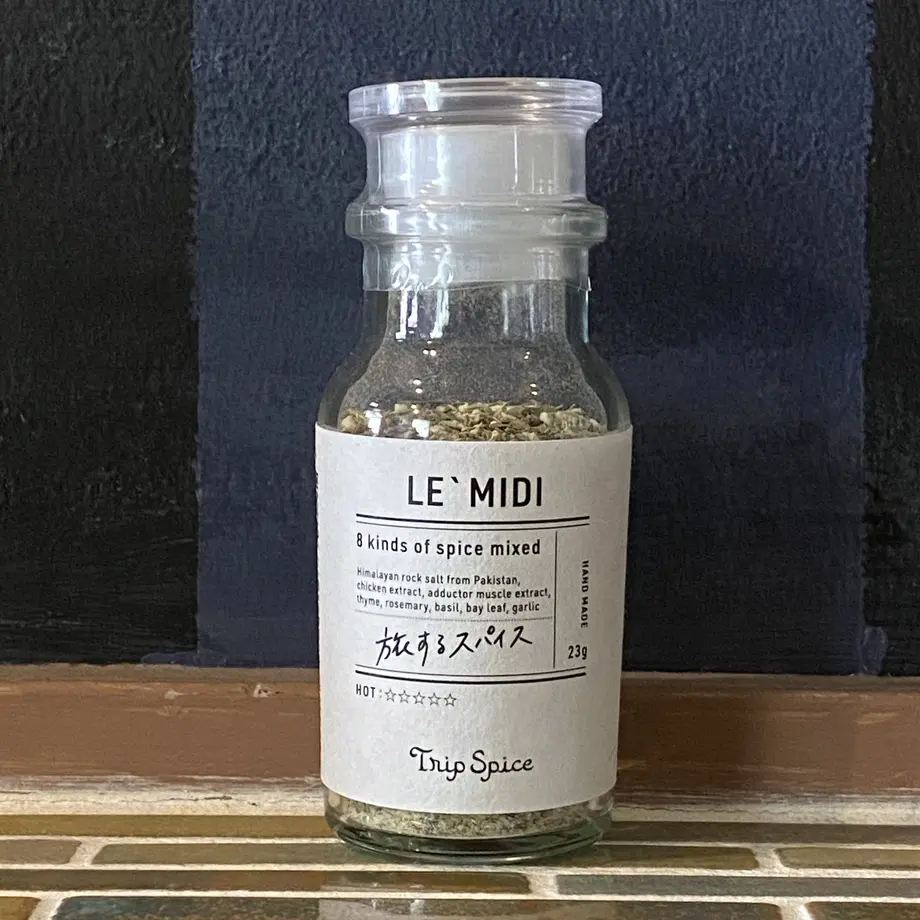 LE`MIDI
8 kinds of spice mixed
Himalayan rock salt from Pakistan,
chicken extract, adductor muscle extract,
thyme, rosemary, basil, bay leaf, garlic
HAND MADE
旅するスパイス
23g
HOT:☆☆☆☆☆
Trip Spice